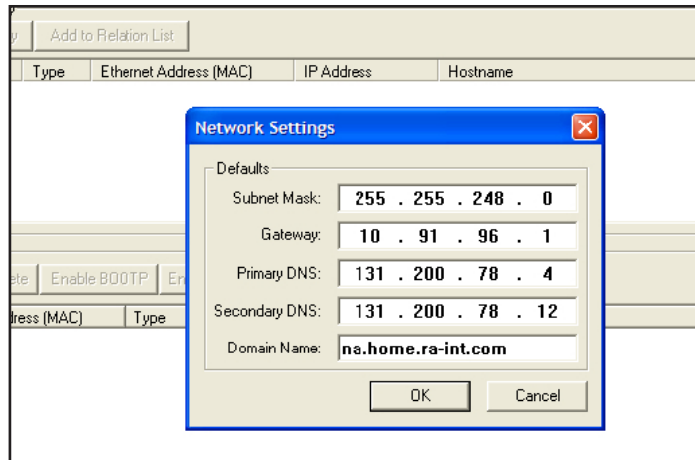 Add to Relation List
Type Ethernet Address (MAC) IP Address Hostname
Network Settings
Defaults
Subnet Mask: 255 . 255 . 248 . 0
Gateway: 10 . 91 . 96 . 1
Primary DNS: 131 . 200 . 78 . 4
Secondary DNS: 131 . 200 . 78 . 12
Domain Name: na.home.ra-int.com
OK Cancel
Enable BOOTP
(MAC) Type